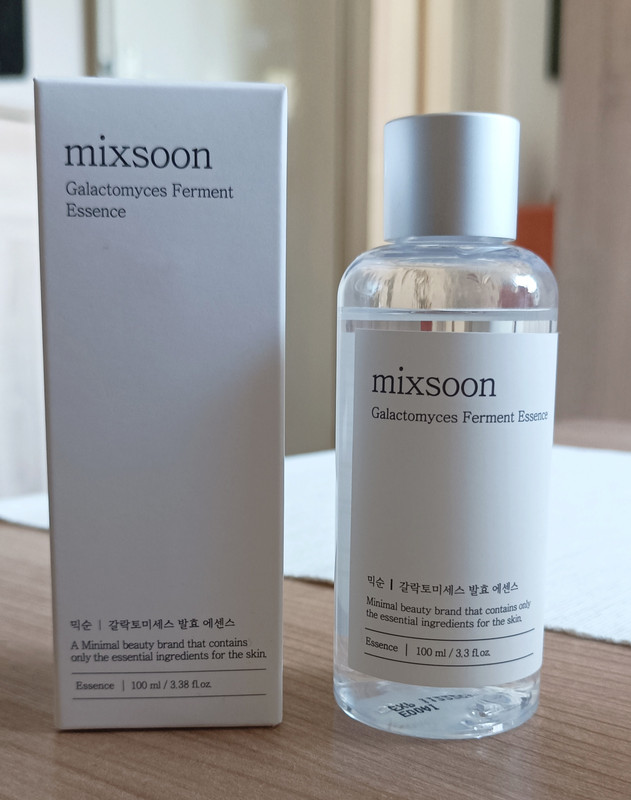 mixsoon
Galactomyces Ferment
Essence
믹순 | 갈락토미세스 발효 에센스
A Minimal beauty brand that contains
only the essential ingredients for the skin.
Essence | 100 ml / 3.38 fl.oz.
mixsoon
Galactomyces Ferment Essence
믹순 | 갈락토미세스 발효 에센스
Minimal beauty brand that contains only
the essential ingredients for the skin.
Essence | 100 ml / 3.3 fl.oz.